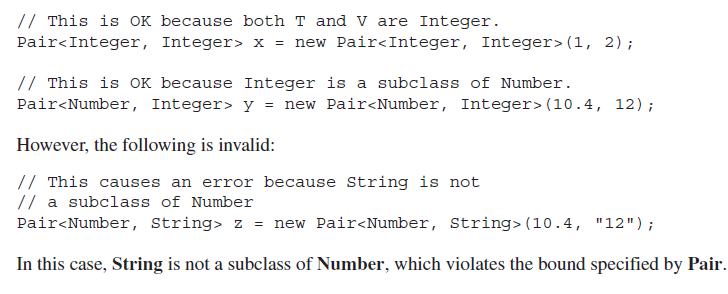 // This is OK because both T and V are Integer.
Pair<Integer, Integer> x = new Pair<Integer, Integer>(1, 2);
// This is OK because Integer is a subclass of Number.
Pair<Number, Integer> y = new Pair<Number, Integer>(10.4, 12);
However, the following is invalid:
// This causes an error because String is not
// a subclass of Number
Pair<Number, String> z = new Pair<Number, String>(10.4, "12");
In this case, String is not a subclass of Number, which violates the bound specified by Pair.